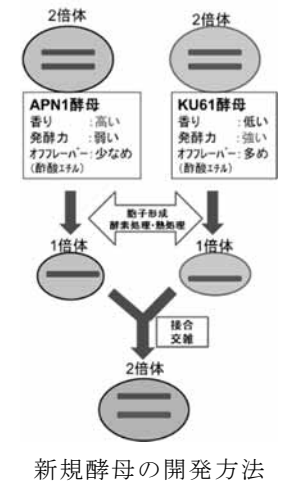 2倍体
2倍体
APN1酵母
香り　:高い
発酵力　:弱い
オフフレーバー:少なめ
(酢酸エチル)
KU61酵母
香り　:低い
発酵力　:強い
オフフレーバー:多め
(酢酸エチル)
胞子形成
酵素処理・熱処理
1倍体
1倍体
接合
交雑
2倍体
新規酵母の開発方法